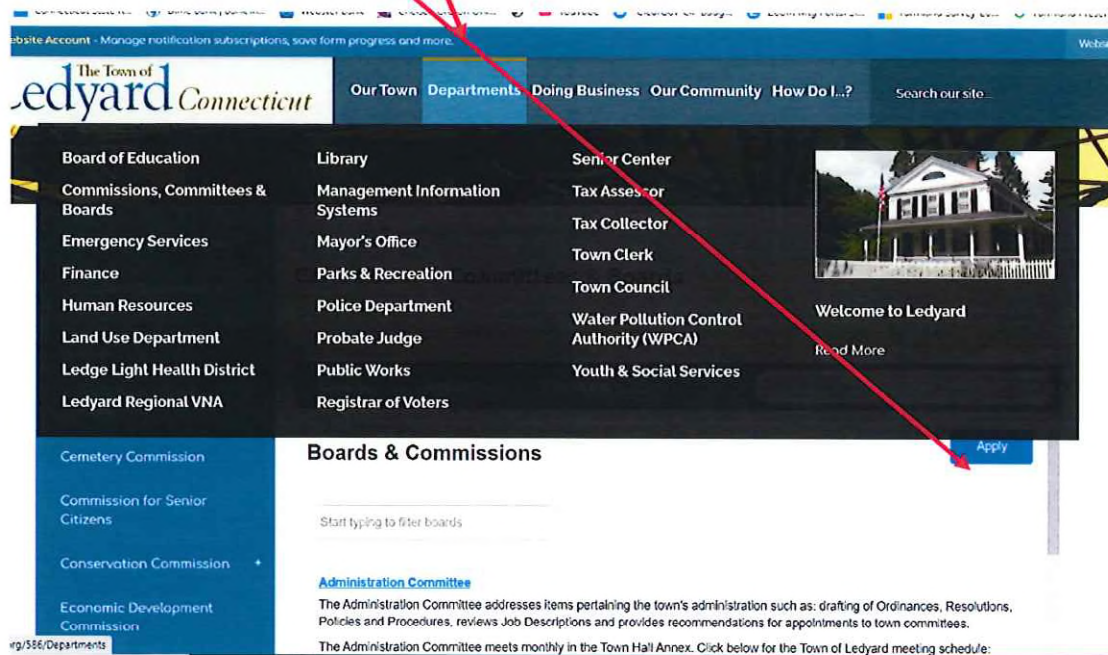 ebsite Account - Manage notification subscriptions, save form progress and more.
Webs
The Town of
Ledyard Connecticut
Our Town Departments Doing Business Our Community How Do I...? Search our site...
Board of Education
Commissions, Committees &
Boards
Emergency Services
Finance
Human Resources
Land Use Department
Ledge Light Health District
Ledyard Regional VNA
Library
Management Information
Systems
Mayor's Office
Parks & Recreation
Police Department
Probate Judge
Public Works
Registrar of Voters
Senior Center
Tax Assessor
Tax Collector
Town Clerk
Town Council
Water Pollution Control
Authority (WPCA)
Youth & Social Services
Welcome to Ledyard
Read More
Cemetery Commission
Commission for Senior
Citizens
Conservation Commission +
Economic Development
Commission
Boards & Commissions
Apply
Start typing to filter boards
Administration Committee
The Administration Committee addresses items pertaining the town's administration such as: drafting of Ordinances, Resolutions,
Policies and Procedures, reviews Job Descriptions and provides recommendations for appointments to town committees.
The Administration Committee meets monthly in the Town Hall Annex. Click below for the Town of Ledyard meeting schedule:
rg/586/Departments